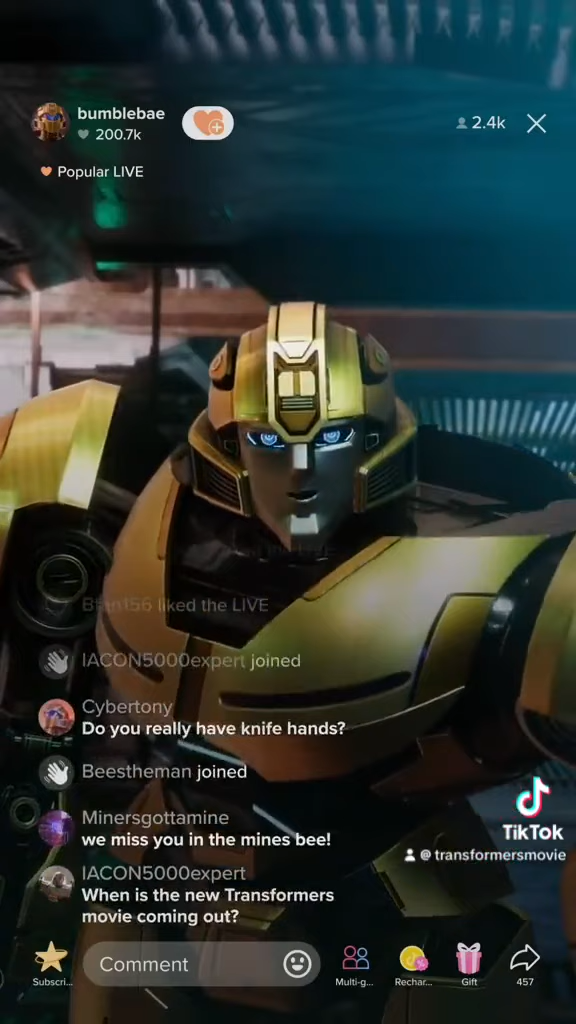 bumblebae
200.7k
2.4k
Popular LIVE
Bfan156 liked the LIVE
IACON5000expert joined
Cybertony
Do you really have knife hands?
Beestheman joined
Minersgottamine
we miss you in the mines bee!
TikTok
@transformersmovie
IACON5000expert
When is the new Transformers
movie coming out?
Comment
Subscri...
Multi-g...
Rechar...
Gift
457